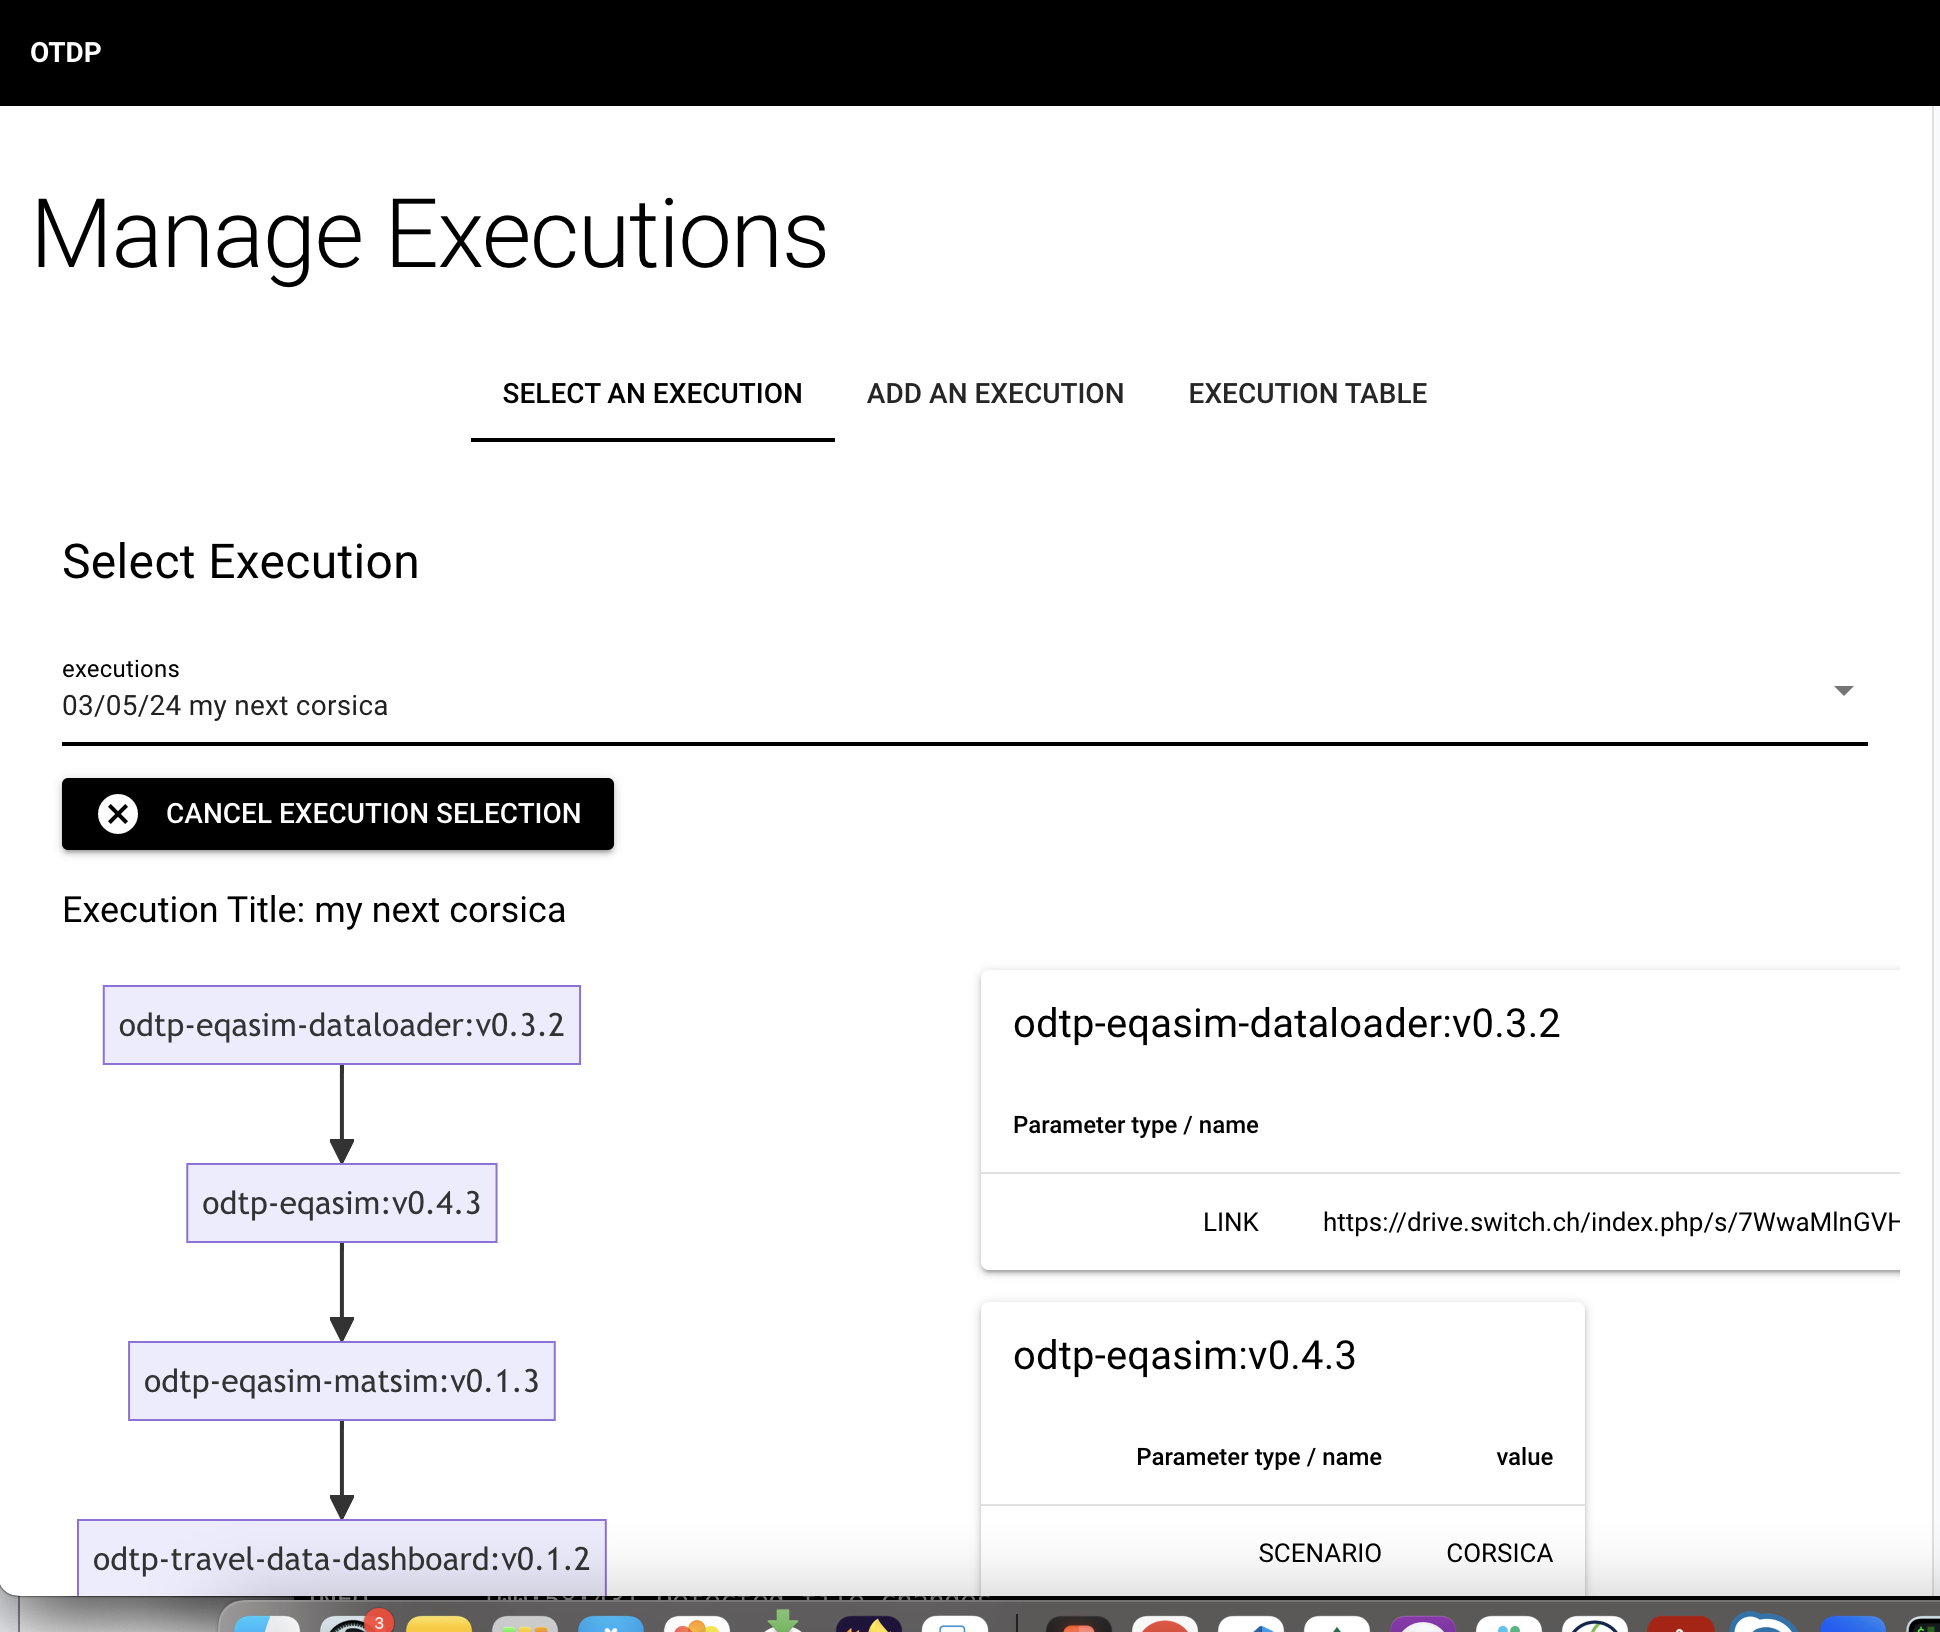 OTDP
Manage Executions
SELECT AN EXECUTION
ADD AN EXECUTION
EXECUTION TABLE
Select Execution
executions
03/05/24 my next corsica
CANCEL EXECUTION SELECTION
Execution Title: my next corsica
odtp-eqasim-dataloader:v0.3.2
odtp-eqasim:v0.4.3
odtp-eqasim-matsim:v0.1.3
odtp-travel-data-dashboard:v0.1.2
odtp-eqasim-dataloader:v0.3.2
Parameter type / name
LINK https://drive.switch.ch/index.php/s/7WwaMlnGVH
odtp-eqasim:v0.4.3
Parameter type / name value
SCENARIO CORSICA
3